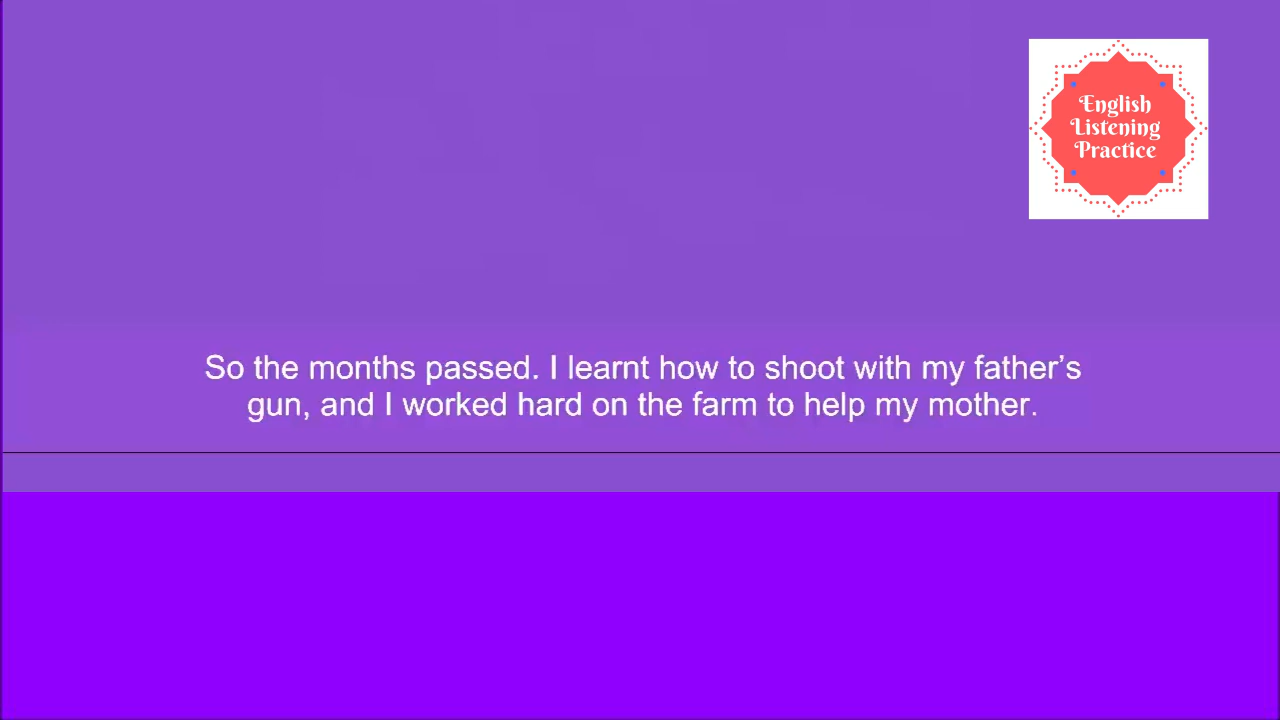 English
Listening
Practice
So the months passed. I learnt how to shoot with my father’s
gun, and I worked hard on the farm to help my mother.